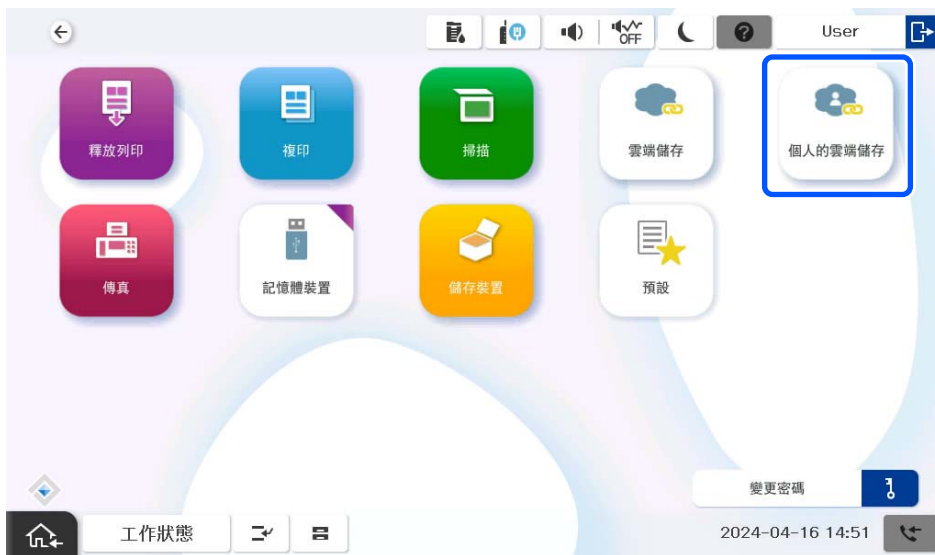 OFF
User
釋放列印
複印
掃描
雲端儲存
個人的雲端儲存
傳真
記憶體裝置
儲存裝置
預設
變更密碼
工作狀態
2024-04-16 14:51